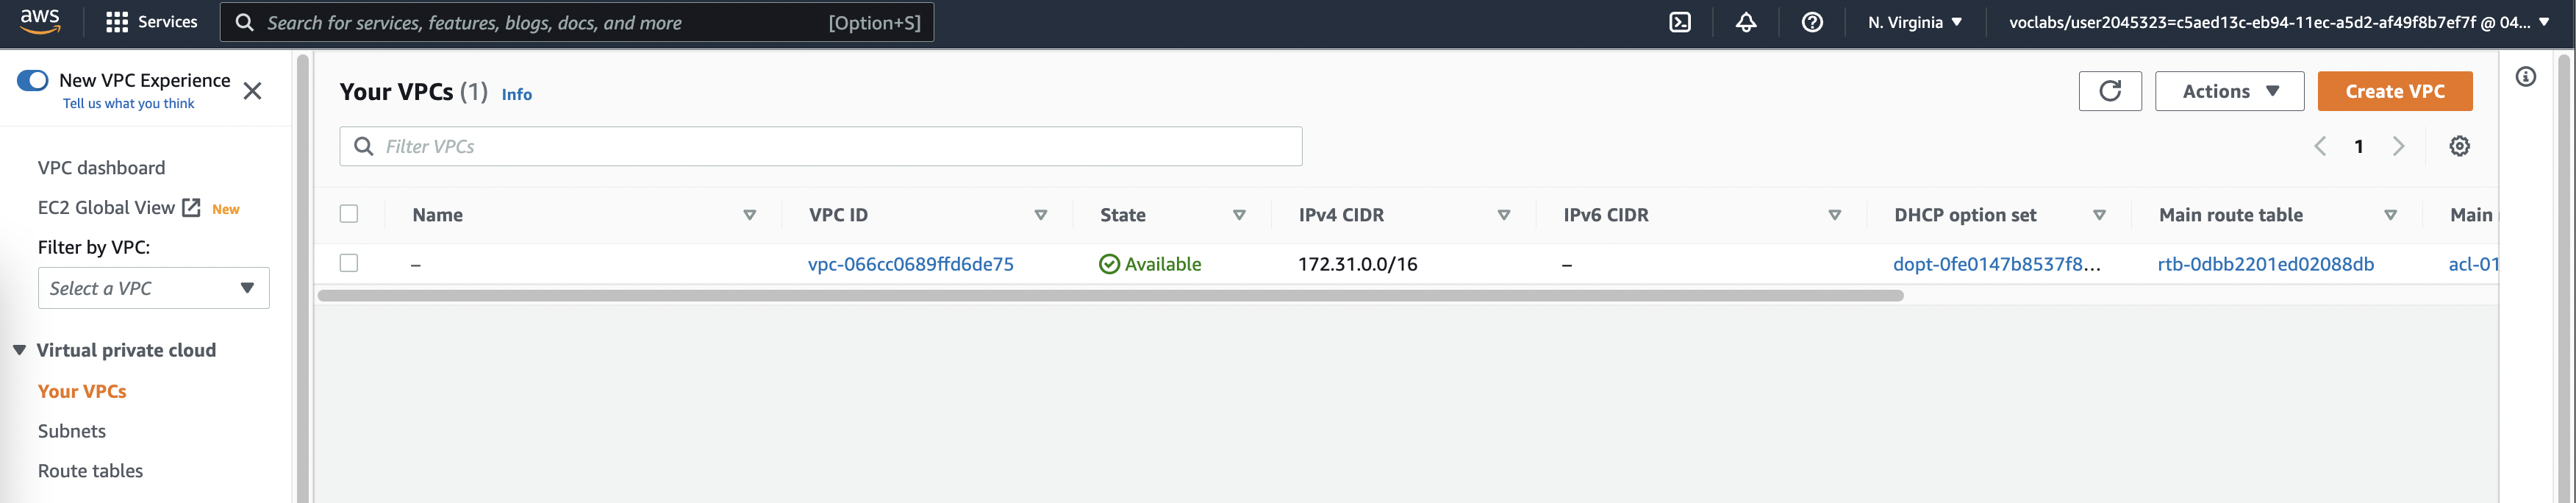 aws
Services
Search for services, features, blogs, docs, and more
[Option+S]
N. Virginia
voclabs/user2045323=c5aed13c-eb94-11ec-a5d2-af49f8b7ef7f @ 04...
New VPC Experience
Tell us what you think
VPC dashboard
EC2 Global View New
Filter by VPC:
Select a VPC
Virtual private cloud
Your VPCs
Subnets
Route tables
Your VPCs (1) Info
Actions
Create VPC
Filter VPCs
1
Name VPC ID State IPv4 CIDR IPv6 CIDR DHCP option set Main route table Main
– vpc-066cc0689ffd6de75 Available 172.31.0.0/16 – dopt-0fe0147b8537f8... rtb-0dbb2201ed02088db acl-01